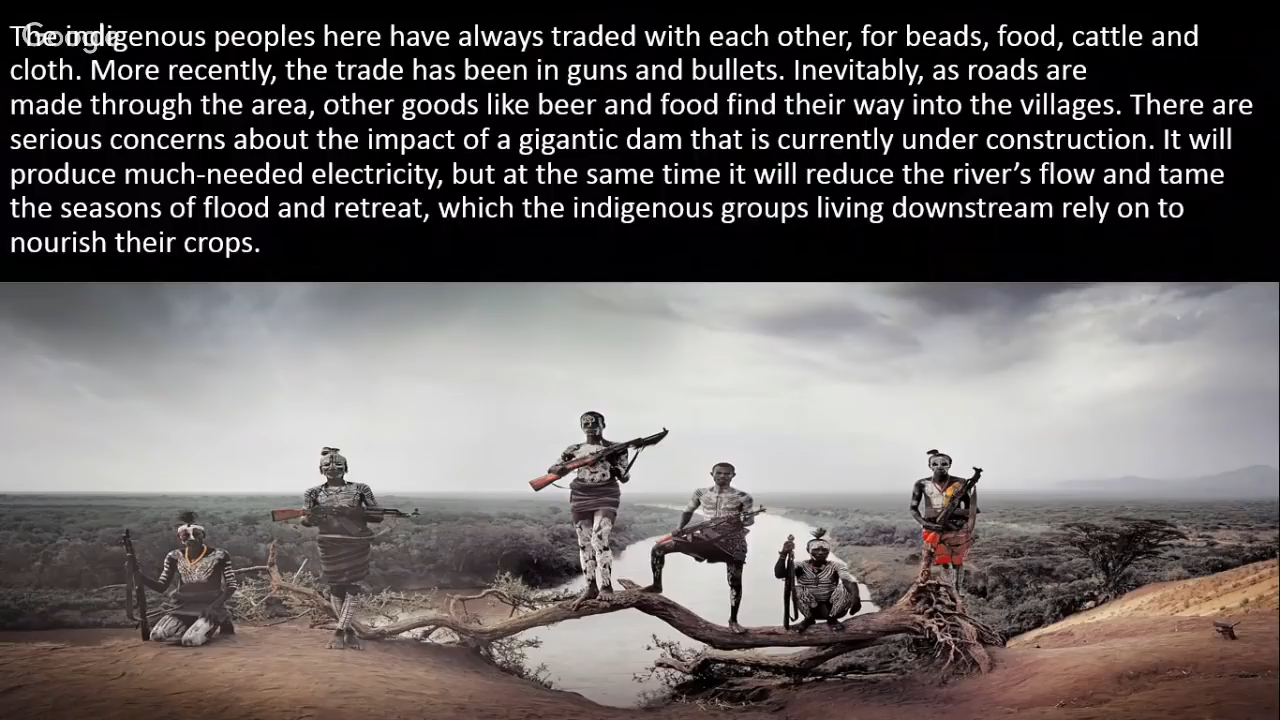 The indigenous peoples here have always traded with each other, for beads, food, cattle and
cloth. More recently, the trade has been in guns and bullets. Inevitably, as roads are
made through the area, other goods like beer and food find their way into the villages. There are
serious concerns about the impact of a gigantic dam that is currently under construction. It will
produce much-needed electricity, but at the same time it will reduce the river’s flow and tame
the seasons of flood and retreat, which the indigenous groups living downstream rely on to
nourish their crops.
Google